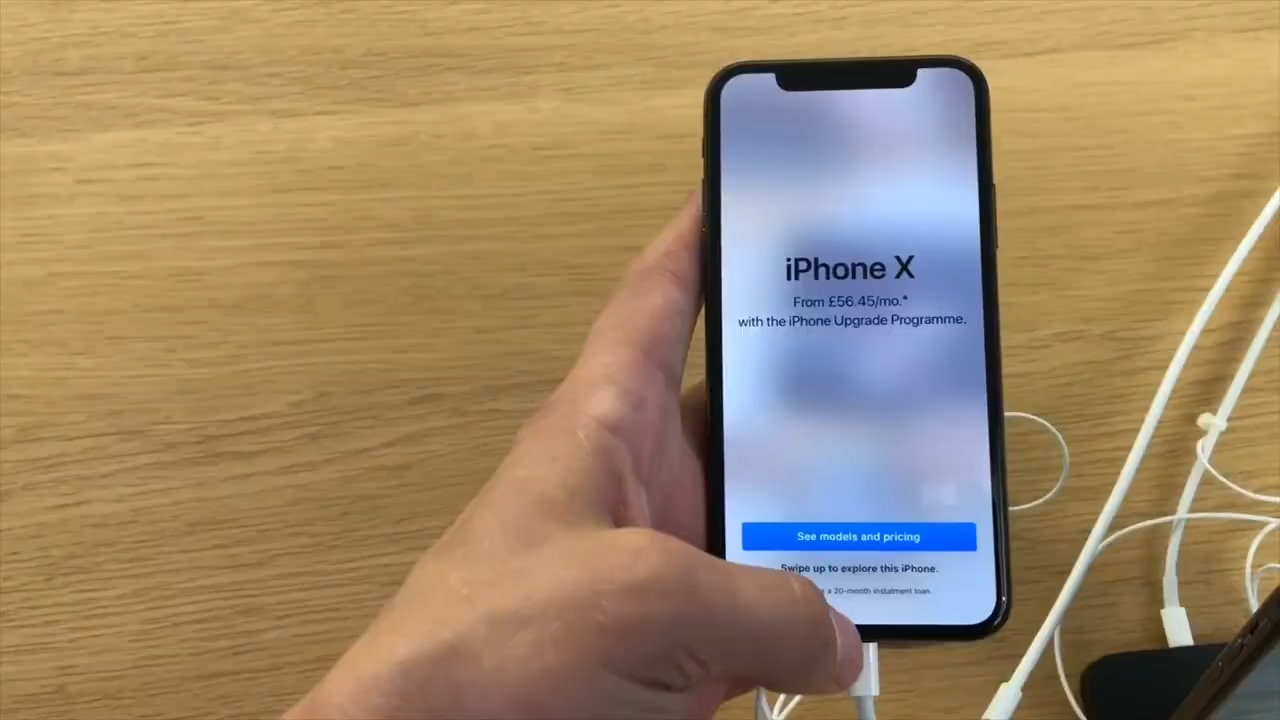 iPhone X
From £56.45/mo.*
with the iPhone Upgrade Programme.
See models and pricing
Swipe up to explore this iPhone.
a 20-month instalment loan.